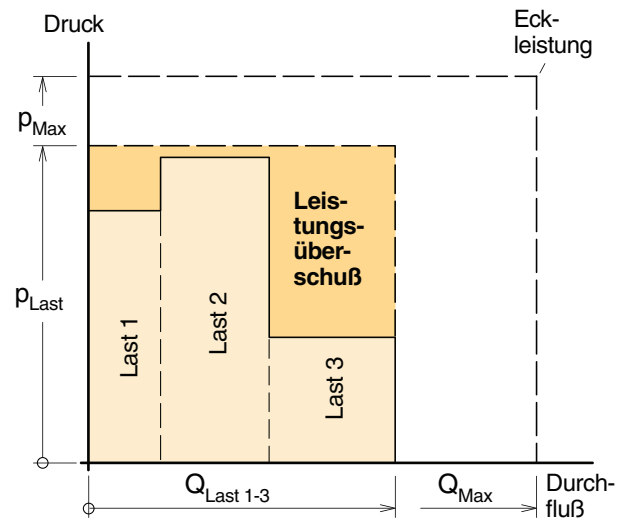 Druck
Eck-
leistung
pMax
Leis-
tungs-
über-
schuß
pLast
Last 1
Last 2
Last 3
QLast 1-3
QMax
Durch-
fluß